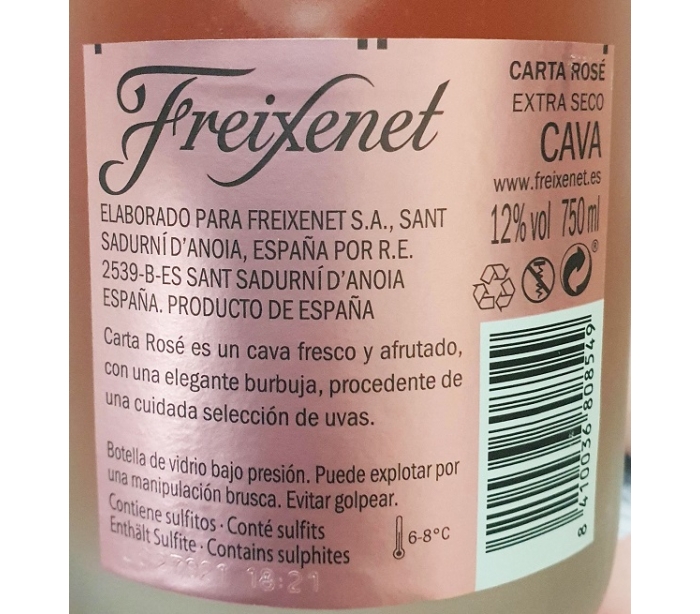 Freixenet
CARTA ROSÉ
EXTRA SECO
CAVA
www.freixenet.es
12% vol 750 ml
ELABORADO PARA FREIXENET S.A., SANT
SADURNÍ D'ANOIA, ESPAÑA POR R.E.
2539-B-ES SANT SADURNÍ D'ANOIA
ESPAÑA. PRODUCTO DE ESPAÑA
®
Carta Rosé es un cava fresco y afrutado,
con una elegante burbuja, procedente de
una cuidada selección de uvas.
Botella de vidrio bajo presión. Puede explotar por
una manipulación brusca. Evitar golpear.
Contiene sulfitos · Conté sulfits
Enthält Sulfite · Contains sulphites
6-8°C
8 410036 808549
18:21